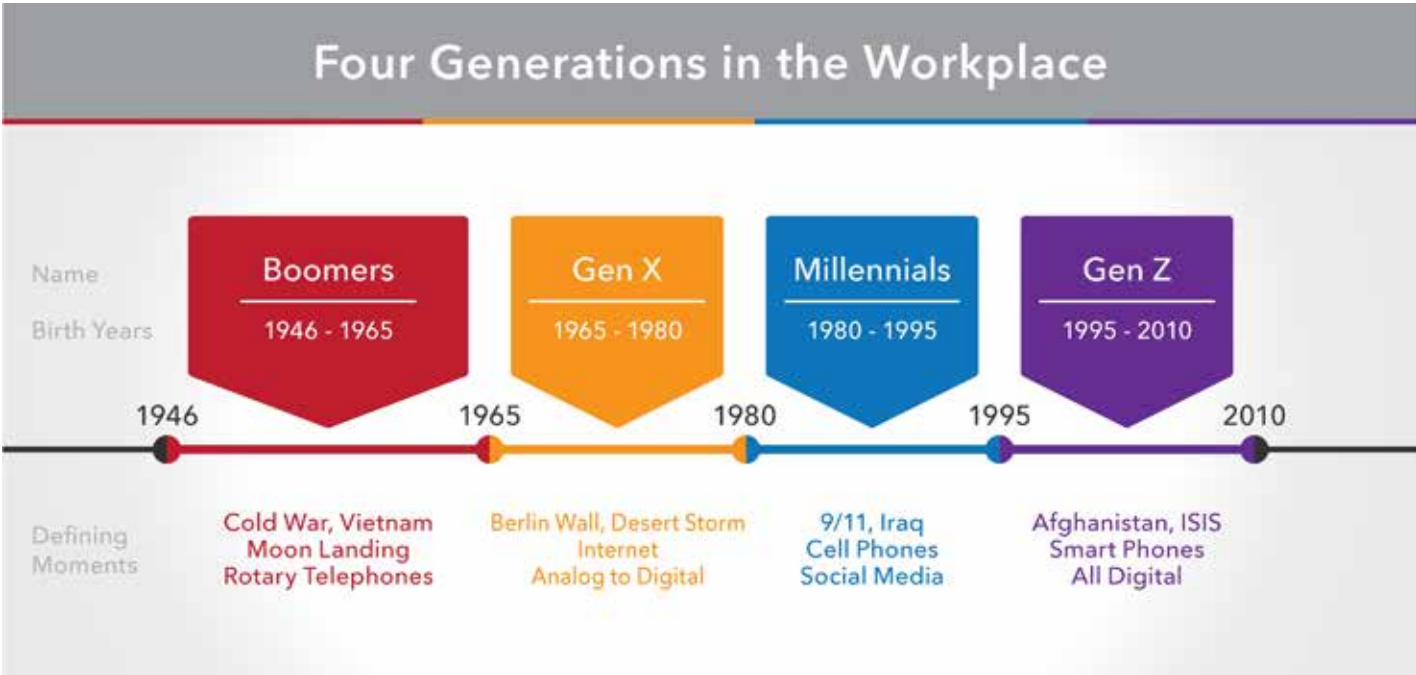 Four Generations in the Workplace
Name
Boomers
Gen X
Millennials
Gen Z
Birth Years
1946 - 1965
1965 - 1980
1980 - 1995
1995 - 2010
1946
1965
1980
1995
2010
Defining
Moments
Cold War, Vietnam
Moon Landing
Rotary Telephones
Berlin Wall, Desert Storm
Internet
Analog to Digital
9/11, Iraq
Cell Phones
Social Media
Afghanistan, ISIS
Smart Phones
All Digital